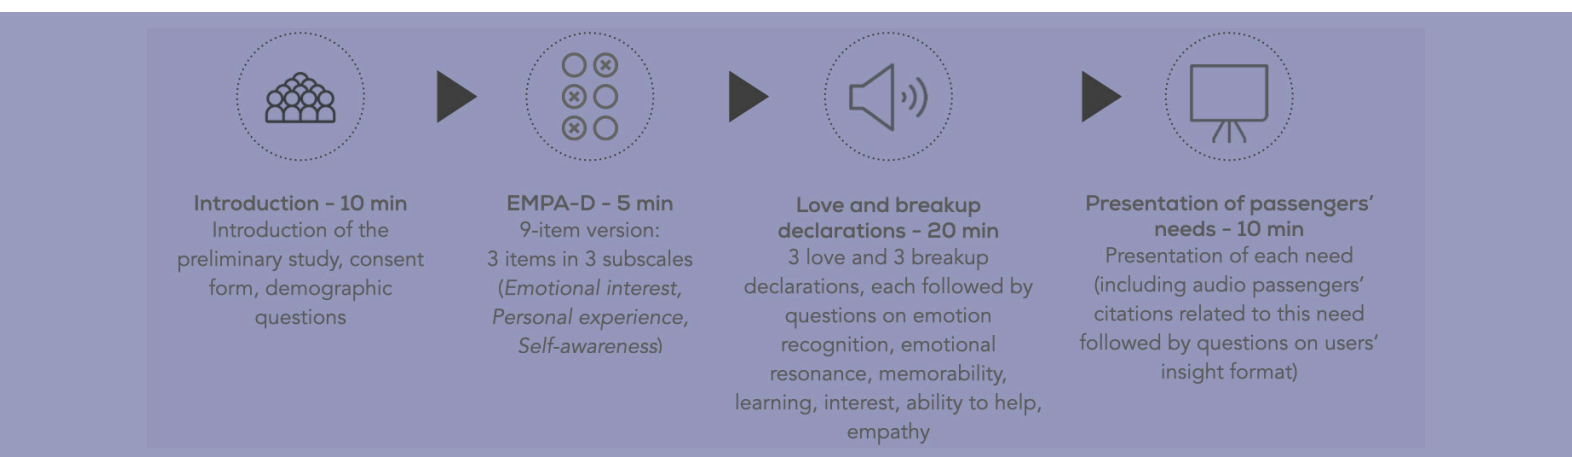 Introduction - 10 min
Introduction of the
preliminary study, consent
form, demographic
questions
EMPA-D - 5 min
9-item version:
3 items in 3 subscales
(Emotional interest,
Personal experience,
Self-awareness)
Love and breakup
declarations - 20 min
3 love and 3 breakup
declarations, each followed by
questions on emotion
recognition, emotional
resonance, memorability,
learning, interest, ability to help,
empathy
Presentation of passengers’
needs - 10 min
Presentation of each need
(including audio passengers’
citations related to this need
followed by questions on users’
insight format)